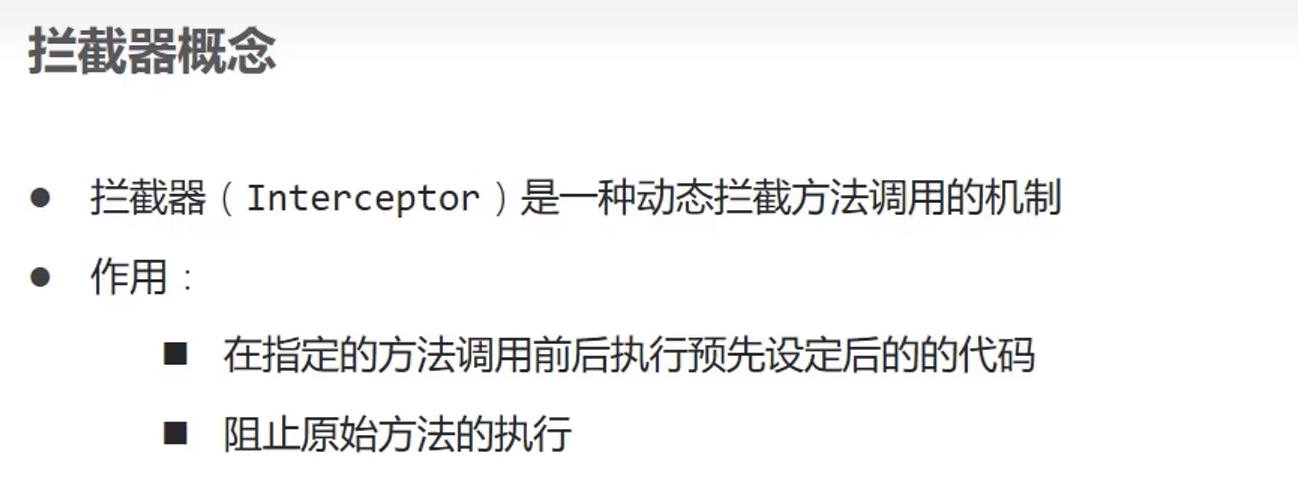 拦截器概念
● 拦截器（Interceptor）是一种动态拦截方法调用的机制
● 作用：
■ 在指定的方法调用前后执行预先设定后的的代码
■ 阻止原始方法的执行